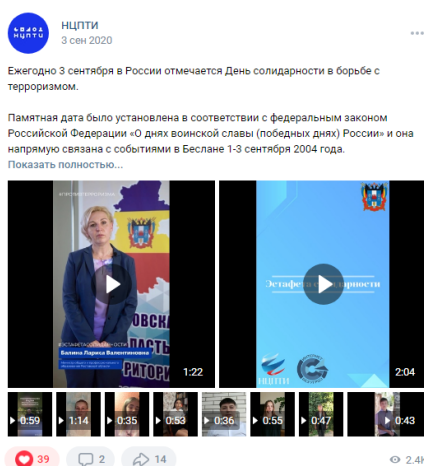 НЦПТИ
3 сен 2020
Ежегодно 3 сентября в России отмечается День солидарности в борьбе с
терроризмом.
Памятная дата было установлена в соответствии с федеральным законом
Российской Федерации «О днях воинской славы (победных днях) России» и она
напрямую связана с событиями в Беслане 1-3 сентября 2004 года.
Показать полностью...
#ЭСТАФЕТАСОЛИДАРНОСТИ
Балина Лариса Валентиновна
1:22
Эстафета солидарности
НЦПТИ
2:04
0:59
1:14
0:35
0:53
0:36
0:55
0:47
0:43
39
2
14
2.4K